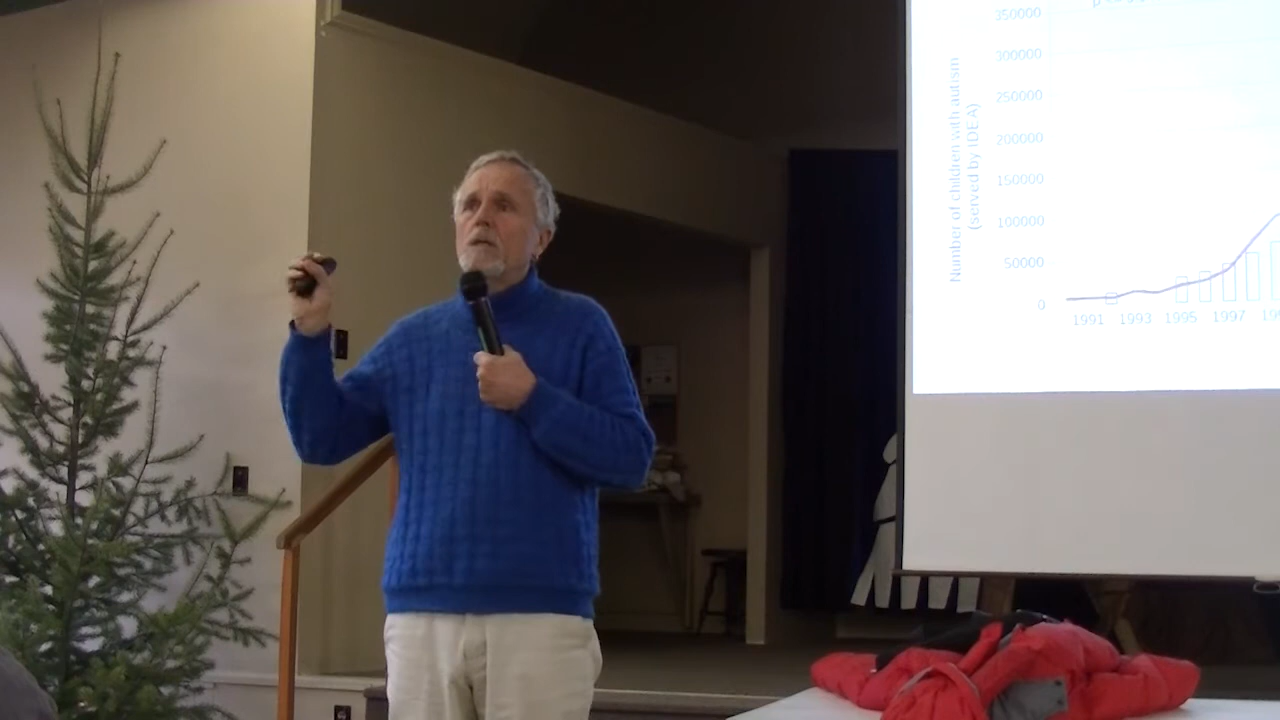 350000
300000
250000
200000
150000
100000
50000
0
Number of children with autism
(served by IDEA)
1991 1993 1995 1997